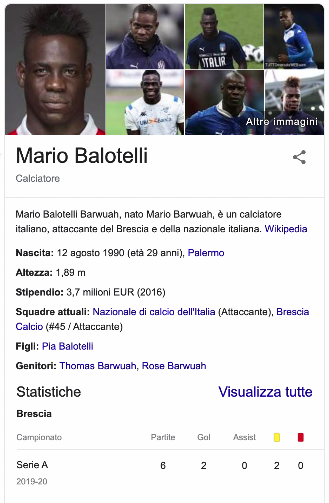 ITALIA
UBI Banca
Altre immagini
Mario Balotelli
Calciatore
Mario Balotelli Barwuah, nato Mario Barwuah, è un calciatore
italiano, attaccante del Brescia e della nazionale italiana. Wikipedia
Nascita: 12 agosto 1990 (età 29 anni), Palermo
Altezza: 1,89 m
Stipendio: 3,7 milioni EUR (2016)
Squadre attuali: Nazionale di calcio dell'Italia (Attaccante), Brescia
Calcio (#45 / Attaccante)
Figli: Pia Balotelli
Genitori: Thomas Barwuah, Rose Barwuah
Statistiche Visualizza tutte
Brescia
Campionato Partite Gol Assist
Serie A 6 2 0 2 0
2019-20